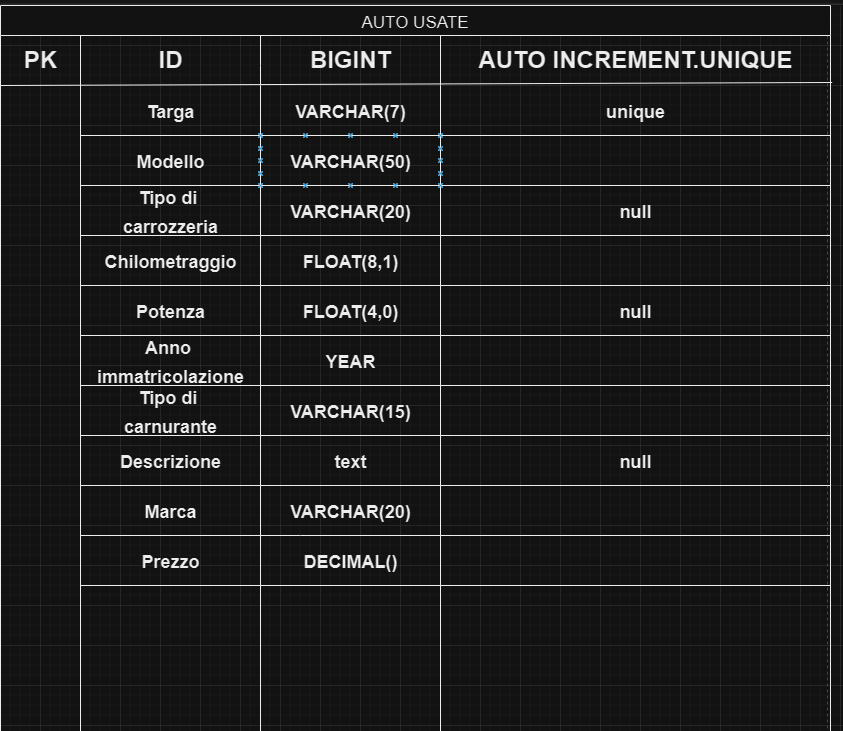 AUTO USATE
PK ID BIGINT AUTO INCREMENT.UNIQUE
Targa VARCHAR(7) unique
Modello VARCHAR(50)
Tipo di
carrozzeria VARCHAR(20) null
Chilometraggio FLOAT(8,1)
Potenza FLOAT(4,0) null
Anno
immatricolazione YEAR
Tipo di
carnurante VARCHAR(15)
Descrizione text null
Marca VARCHAR(20)
Prezzo DECIMAL()